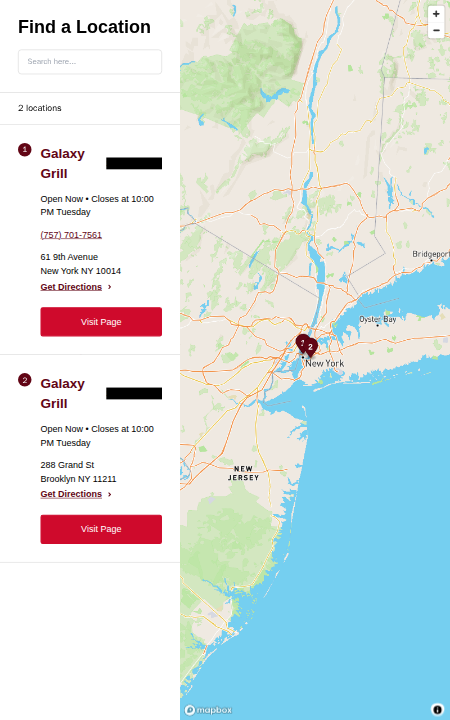 Find a Location
Search here...
2 locations
1
Galaxy
Grill
Open Now • Closes at 10:00
PM Tuesday
(757) 701-7561
61 9th Avenue
New York NY 10014
Get Directions
Visit Page
2
Galaxy
Grill
Open Now • Closes at 10:00
PM Tuesday
288 Grand St
Brooklyn NY 11211
Get Directions
Visit Page
+
−
Bridgeport
Oyster Bay
1
2
New York
NEW
JERSEY
mapbox
i